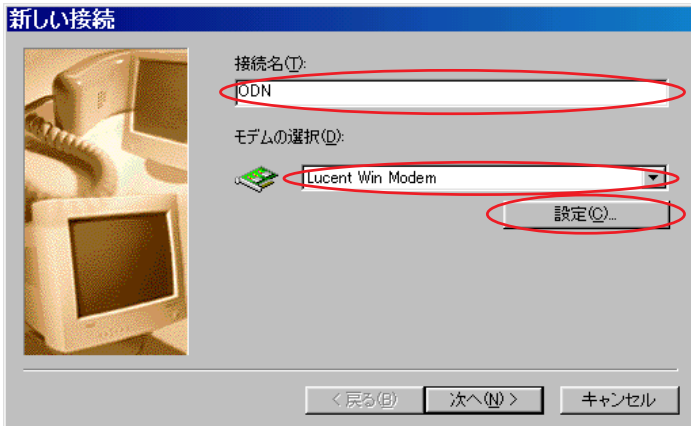 新しい接続
接続名(T):
ODN
モデムの選択(D):
Lucent Win Modem
設定(C)...
< 戻る(B)
次へ(N) >
キャンセル